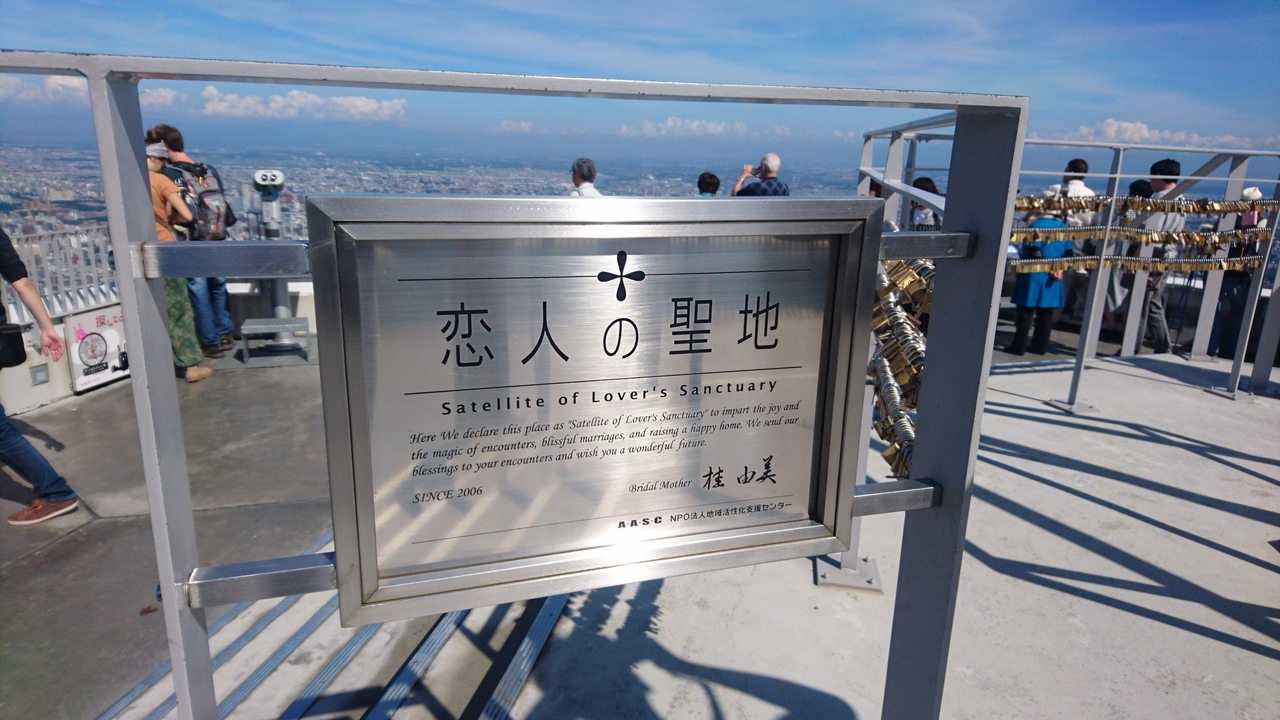 恋人の聖地
Satellite of Lover's Sanctuary
Here We declare this place as "Satellite of Lover's Sanctuary" to impart the joy and
the magic of encounters, blissful marriages, and raising a happy home. We send our
blessings to your encounters and wish you a wonderful future.
SINCE 2006
Bridal Mother 桂 由美
A·A·S·C NPO法人地域活性化支援センター
探して